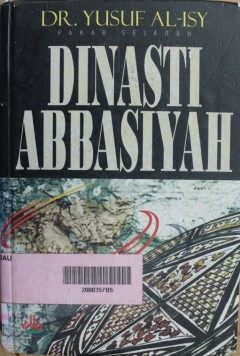 DR. YUSUF AL-ISY
PAKAR SEJARAH
DINASTI
ABBASIYAH
200035785